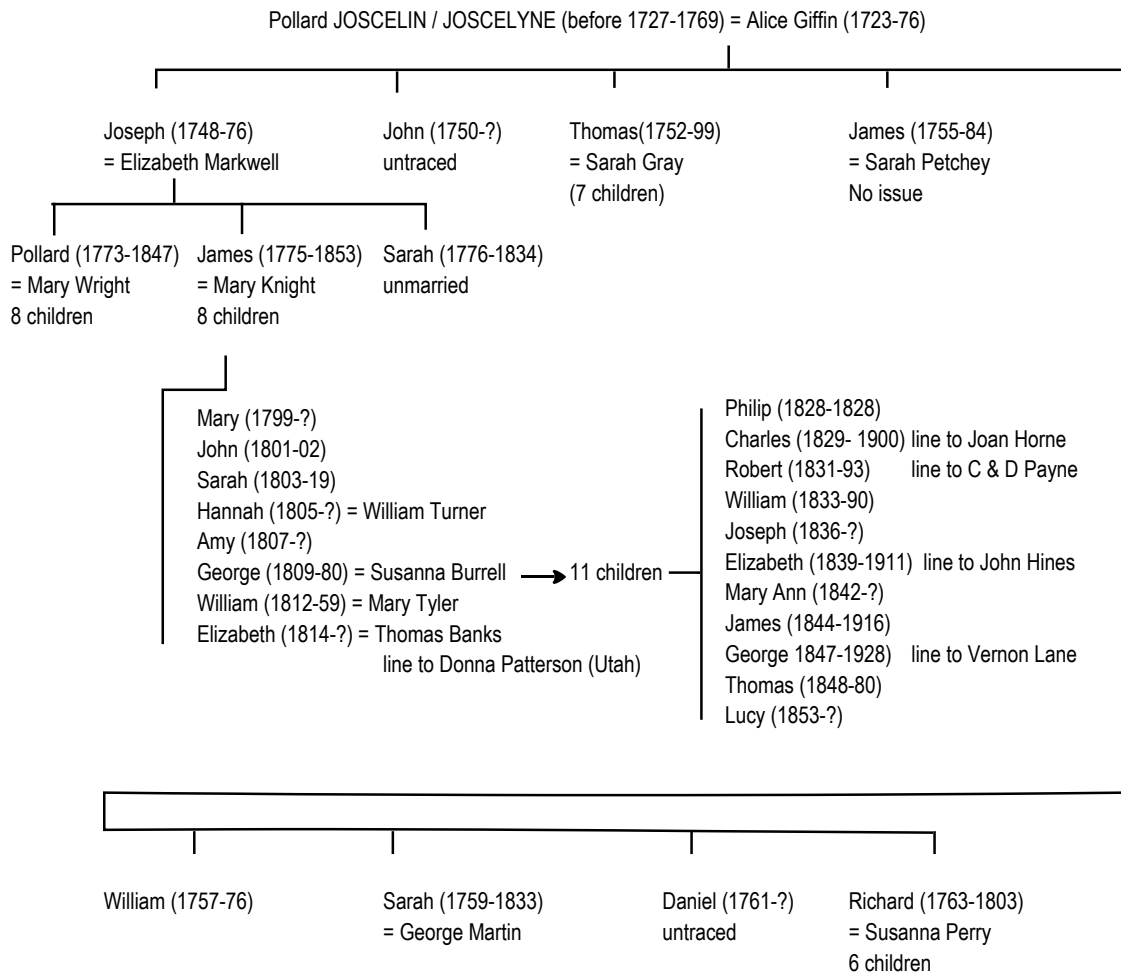 Pollard JOSCELIN / JOSCELYNE (before 1727-1769) = Alice Giffin (1723-76)
Joseph (1748-76)
= Elizabeth Markwell
John (1750-?)
untraced
Thomas(1752-99)
= Sarah Gray
(7 children)
James (1755-84)
= Sarah Petchey
No issue
Pollard (1773-1847)
= Mary Wright
8 children
James (1775-1853)
= Mary Knight
8 children
Sarah (1776-1834)
unmarried
Mary (1799-?)
John (1801-02)
Sarah (1803-19)
Hannah (1805-?) = William Turner
Amy (1807-?)
George (1809-80) = Susanna Burrell
11 children
William (1812-59) = Mary Tyler
Elizabeth (1814-?) = Thomas Banks
line to Donna Patterson (Utah)
Philip (1828-1828)
Charles (1829- 1900) line to Joan Horne
Robert (1831-93) line to C & D Payne
William (1833-90)
Joseph (1836-?)
Elizabeth (1839-1911) line to John Hines
Mary Ann (1842-?)
James (1844-1916)
George 1847-1928) line to Vernon Lane
Thomas (1848-80)
Lucy (1853-?)
William (1757-76)
Sarah (1759-1833)
= George Martin
Daniel (1761-?)
untraced
Richard (1763-1803)
= Susanna Perry
6 children